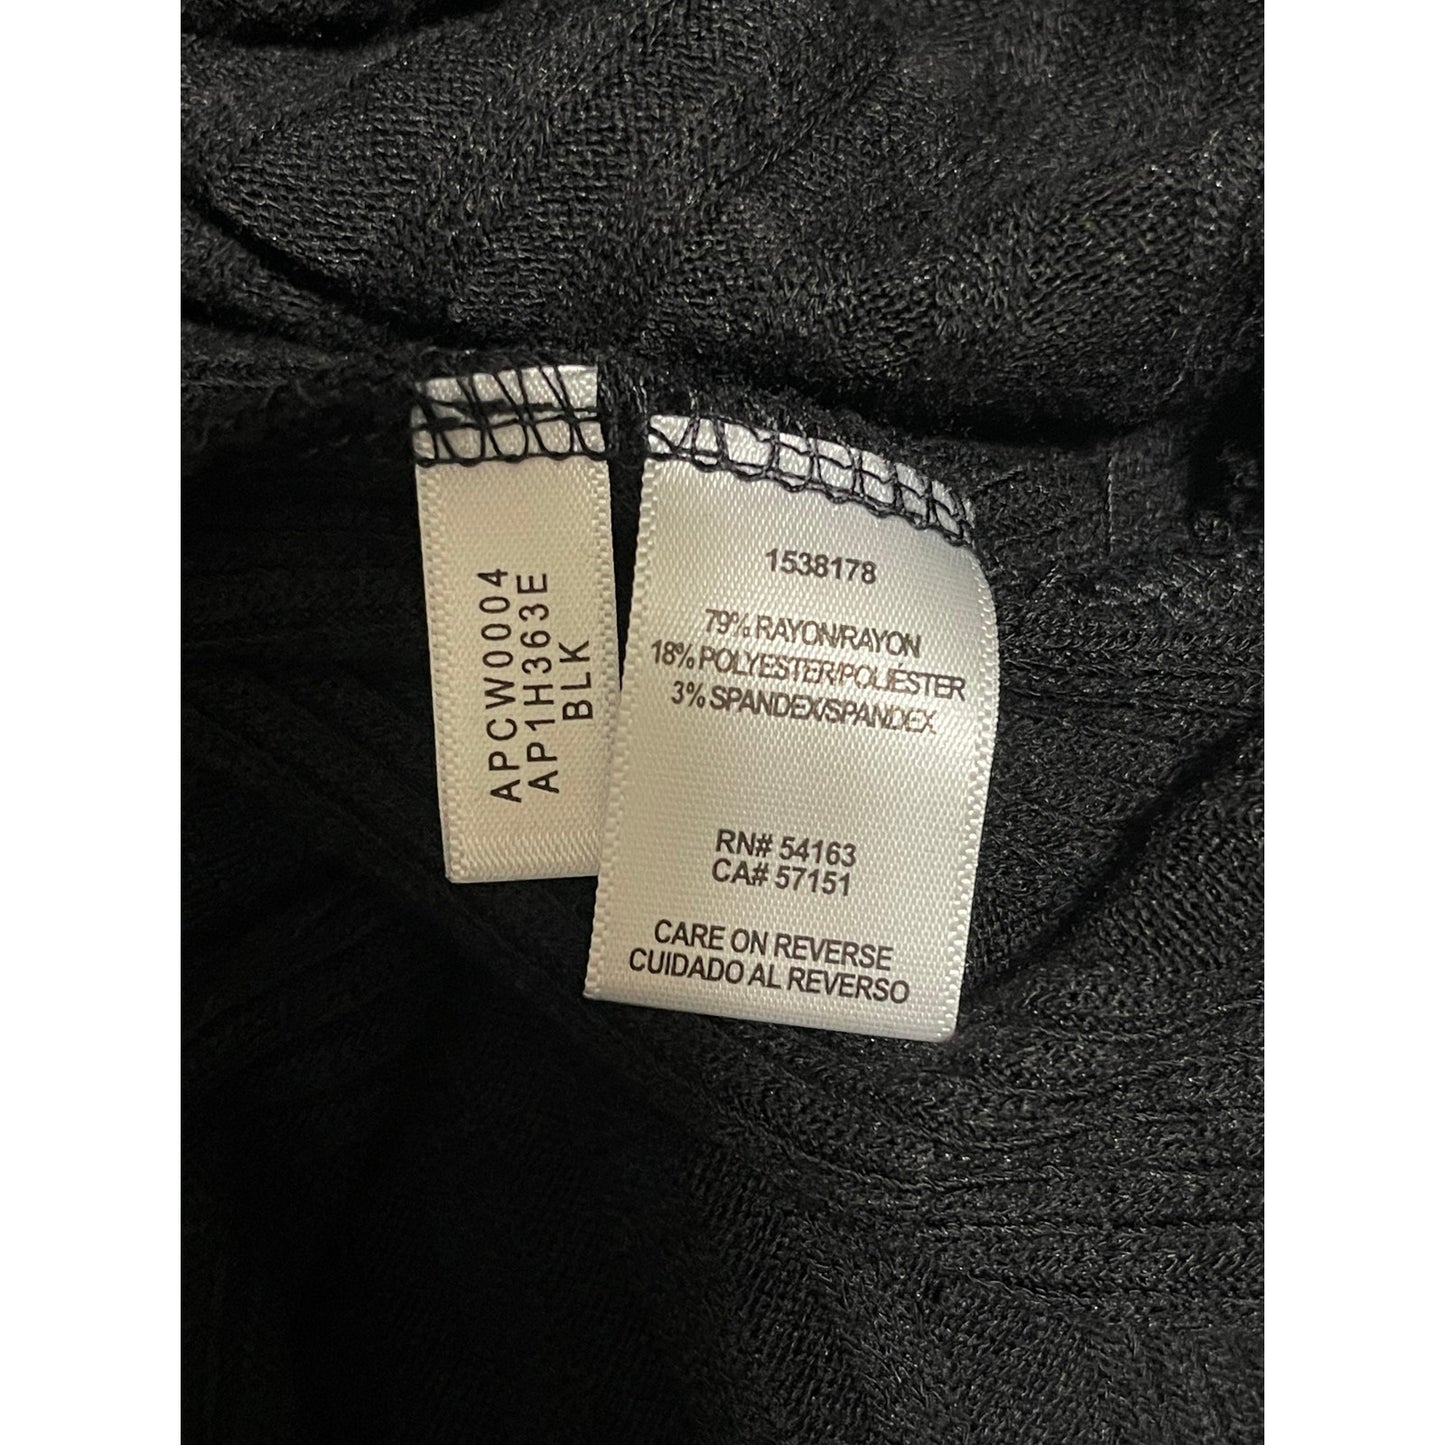 APCW0004
AP1H363E
BLK
1538178
79% RAYON/RAYON
18% POLYESTER/POLIÉSTER
3% SPANDEX/SPANDEX
RN# 54163
CA# 57151
CARE ON REVERSE
CUIDADO AL REVERSO